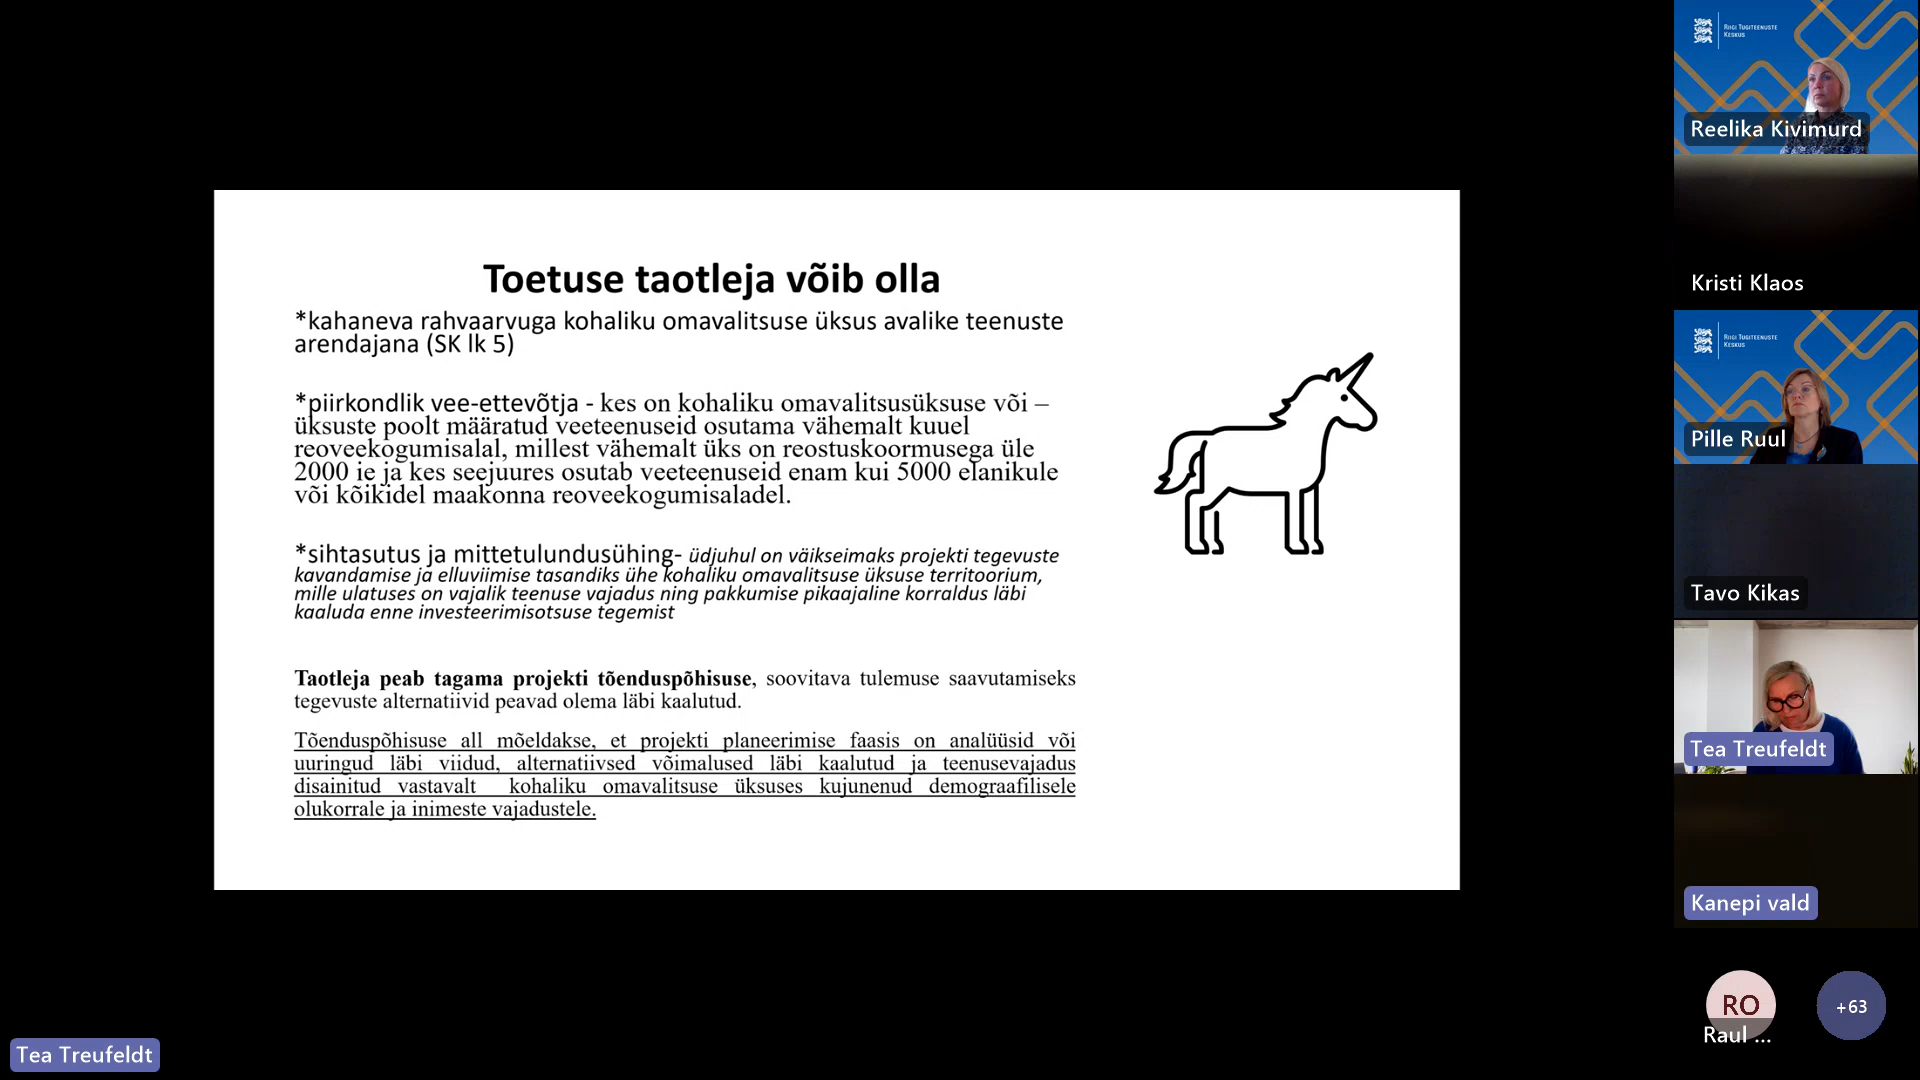 Toetuse taotleja võib olla
*kahaneva rahvaarvuga kohaliku omavalitsuse üksus avalike teenuste
arendajana (SK lk 5)
*piirkondlik vee-ettevõtja - kes on kohaliku omavalitsusüksuse või –
üksuste poolt määratud veeteenuseid osutama vähemalt kuuel
reoveekogumisalal, millest vähemalt üks on reostuskoormusega üle
2000 ie ja kes seejuures osutab veeteenuseid enam kui 5000 elanikule
või kõikidel maakonna reoveekogumisaladel.
*sihtasutus ja mittetulundusühing- üdjuhul on väikseimaks projekti tegevuste
kavandamise ja elluviimise tasandiks ühe kohaliku omavalitsuse üksuse territoorium,
mille ulatuses on vajalik teenuse vajadus ning pakkumise pikaajaline korraldus läbi
kaaluda enne investeerimisotsuse tegemist
Taotleja peab tagama projekti tõenduspõhisuse, soovitava tulemuse saavutamiseks
tegevuste alternatiivid peavad olema läbi kaalutud.
Tõenduspõhisuse all mõeldakse, et projekti planeerimise faasis on analüüsid või
uuringud läbi viidud, alternatiivsed võimalused läbi kaalutud ja teenusevajadus
disainitud vastavalt kohaliku omavalitsuse üksuses kujunenud demograafilisele
olukorrale ja inimeste vajadustele.
RIIGI TUGITEENUSTE
KESKUS
Reelika Kivimurd
Kristi Klaos
RIIGI TUGITEENUSTE
KESKUS
Pille Ruul
Tavo Kikas
Tea Treufeldt
Kanepi vald
RO
Raul ...
+63
Tea Treufeldt